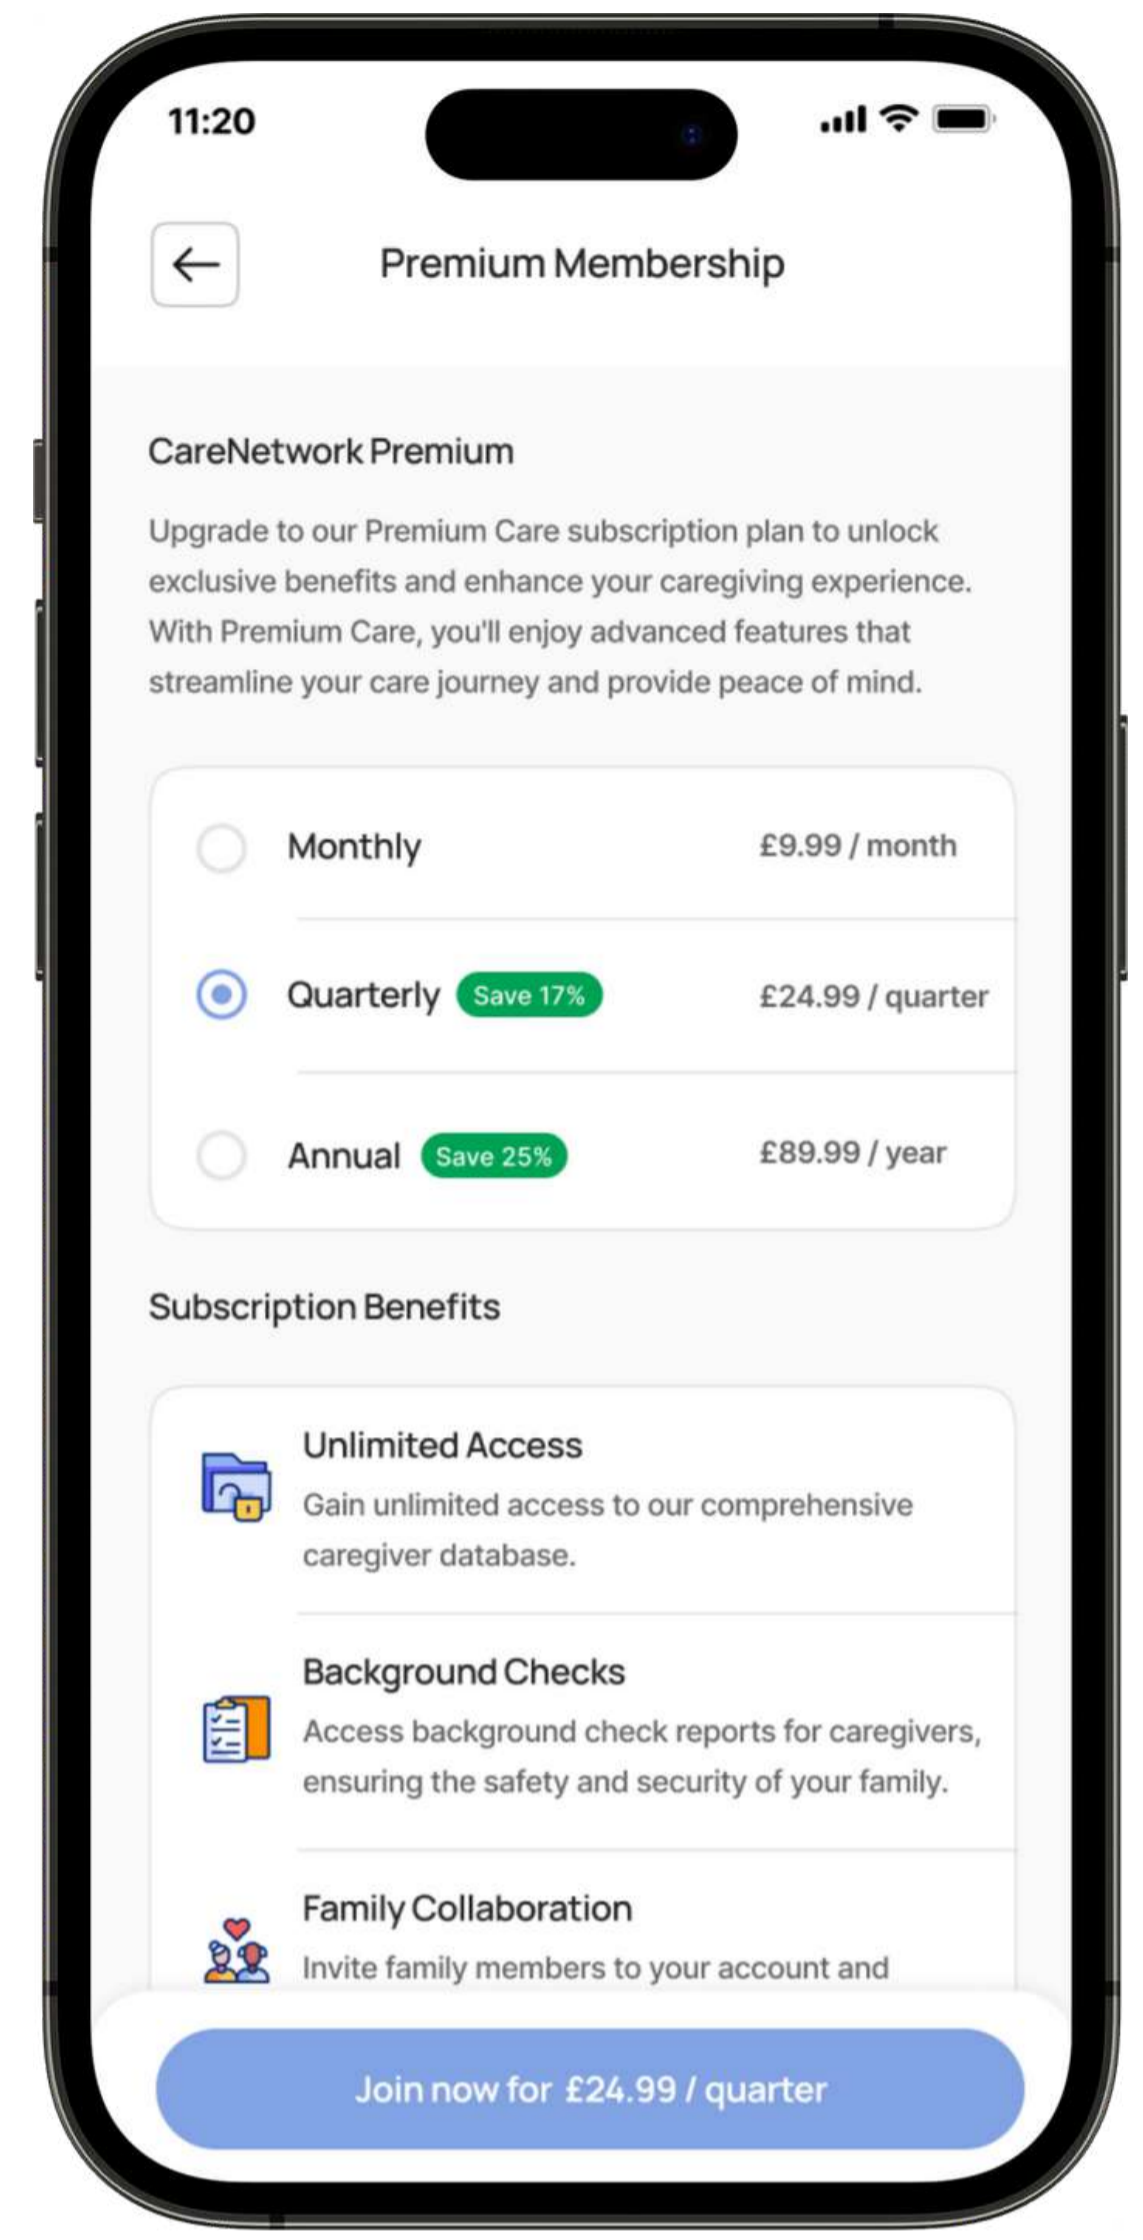 11:20
Premium Membership
CareNetwork Premium
Upgrade to our Premium Care subscription plan to unlock
exclusive benefits and enhance your caregiving experience.
With Premium Care, you'll enjoy advanced features that
streamline your care journey and provide peace of mind.
Monthly £9.99 / month
Quarterly Save 17% £24.99 / quarter
Annual Save 25% £89.99 / year
Subscription Benefits
Unlimited Access
Gain unlimited access to our comprehensive
caregiver database.
Background Checks
Access background check reports for caregivers,
ensuring the safety and security of your family.
Family Collaboration
Invite family members to your account and
Join now for £24.99 / quarter